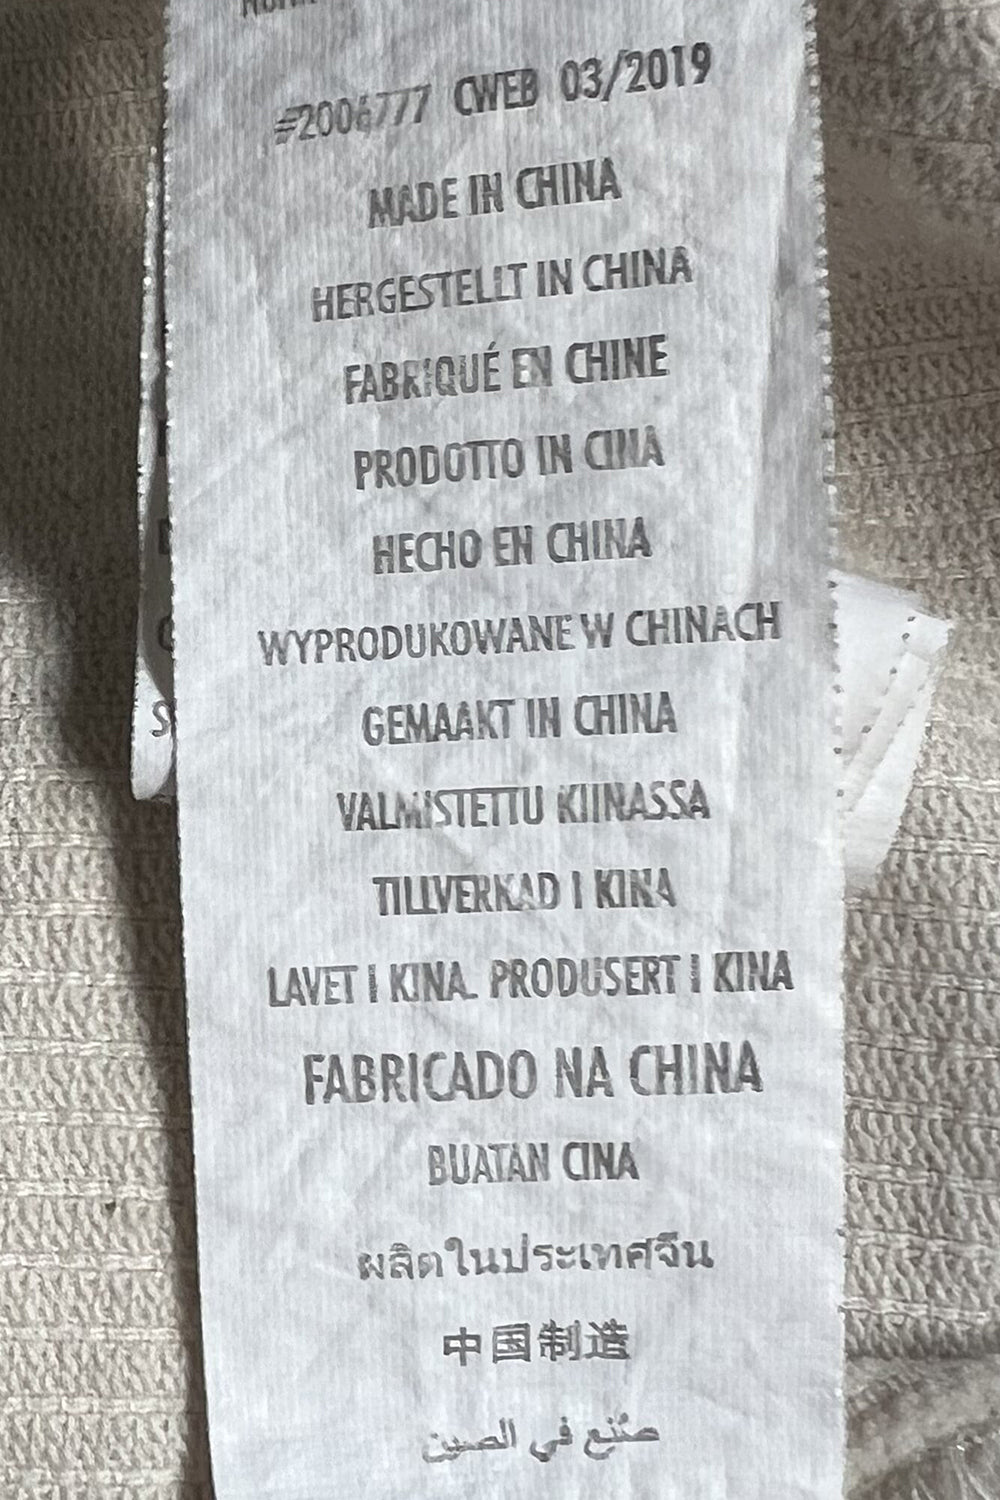 #2006777 CWEB 03/2019
MADE IN CHINA
HERGESTELLT IN CHINA
FABRIQUÉ EN CHINE
PRODOTTO IN CINA
HECHO EN CHINA
WYPRODUKOWANE W CHINACH
GEMAAKT IN CHINA
VALMISTETTU KIINASSA
TILLVERKAD I KINA
LAVET I KINA. PRODUSERT I KINA
FABRICADO NA CHINA
BUATAN CINA
ผลิตในประเทศจีน
中国制造
صُنع في الصين